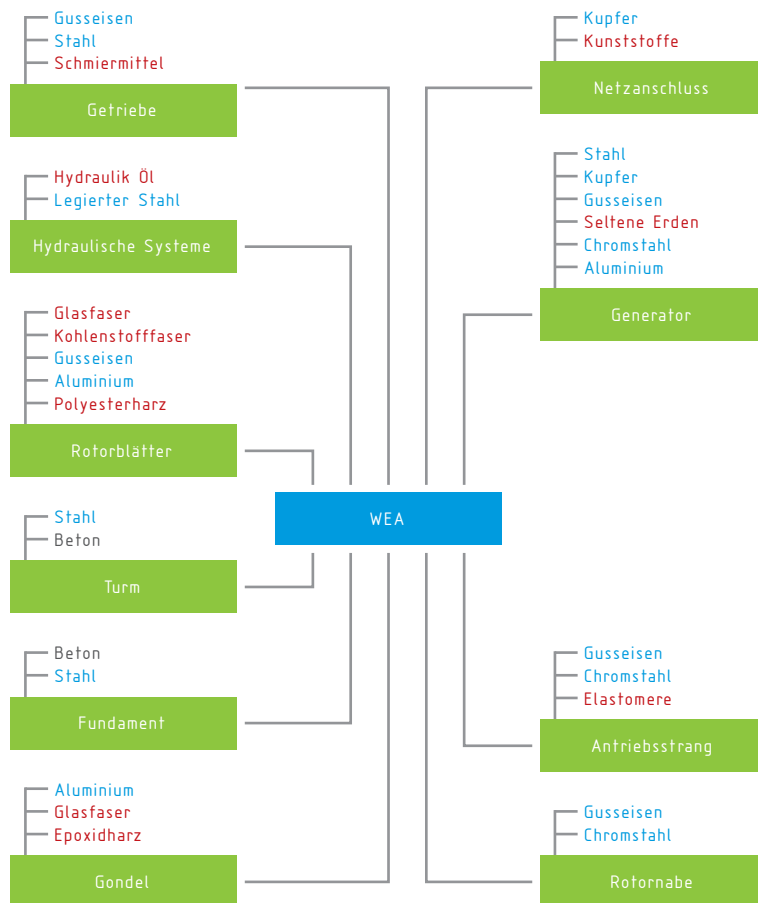 Gusseisen
Stahl
Schmiermittel
Getriebe
Hydraulik Öl
Legierter Stahl
Hydraulische Systeme
Glasfaser
Kohlenstofffaser
Gusseisen
Aluminium
Polyesterharz
Rotorblätter
Stahl
Beton
Turm
Beton
Stahl
Fundament
Aluminium
Glasfaser
Epoxidharz
Gondel
WEA
Kupfer
Kunststoffe
Netzanschluss
Stahl
Kupfer
Gusseisen
Seltene Erden
Chromstahl
Aluminium
Generator
Gusseisen
Chromstahl
Elastomere
Antriebsstrang
Gusseisen
Chromstahl
Rotornabe